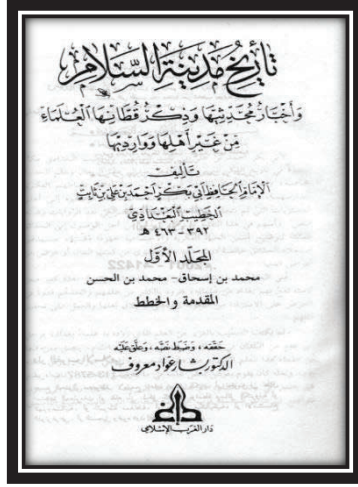 تاريخ مدينة السلام
وأخبار محدثيها وذكر قطانها العلماء
من غير أهلها ووارديها
تأليف
الإمام الحافظ أبي بكر أحمد بن علي بن ثابت
الخطيب البغدادي
٣٩٢ - ٤٦٣ هـ
المجلد الأول
محمد بن إسحاق - محمد بن الحسن
المقدمة والخطط
حققه، وضبط نصه، وعلق عليه
الدكتور بشار عواد معروف
دار الغرب الإسلامي